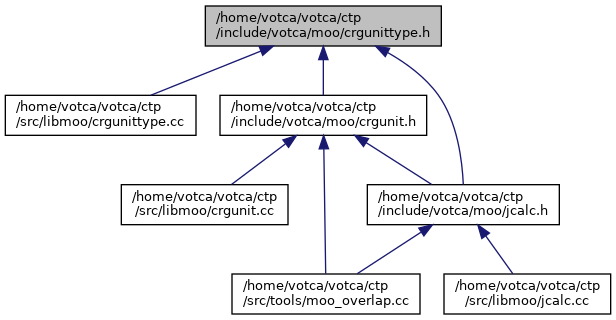 /home/votca/votca/ctp
/include/votca/moo/crgunittype.h
/home/votca/votca/ctp
/src/libmoo/crgunittype.cc
/home/votca/votca/ctp
/include/votca/moo/crgunit.h
/home/votca/votca/ctp
/src/libmoo/crgunit.cc
/home/votca/votca/ctp
/include/votca/moo/jcalc.h
/home/votca/votca/ctp
/src/tools/moo_overlap.cc
/home/votca/votca/ctp
/src/libmoo/jcalc.cc